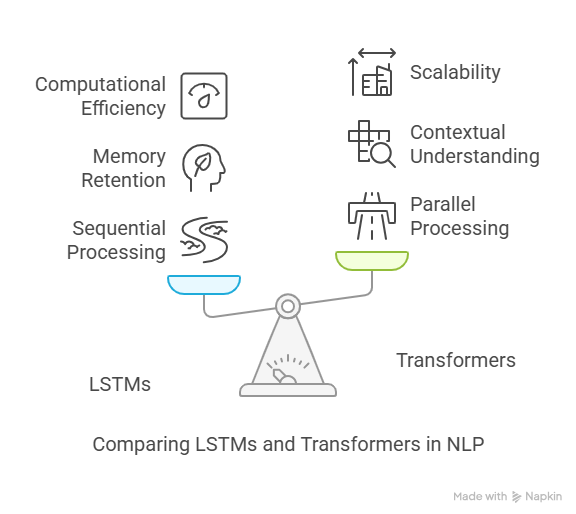 Computational
Efficiency
Memory
Retention
Sequential
Processing
Scalability
Contextual
Understanding
Parallel
Processing
LSTMs
Transformers
Comparing LSTMs and Transformers in NLP
Made with Napkin